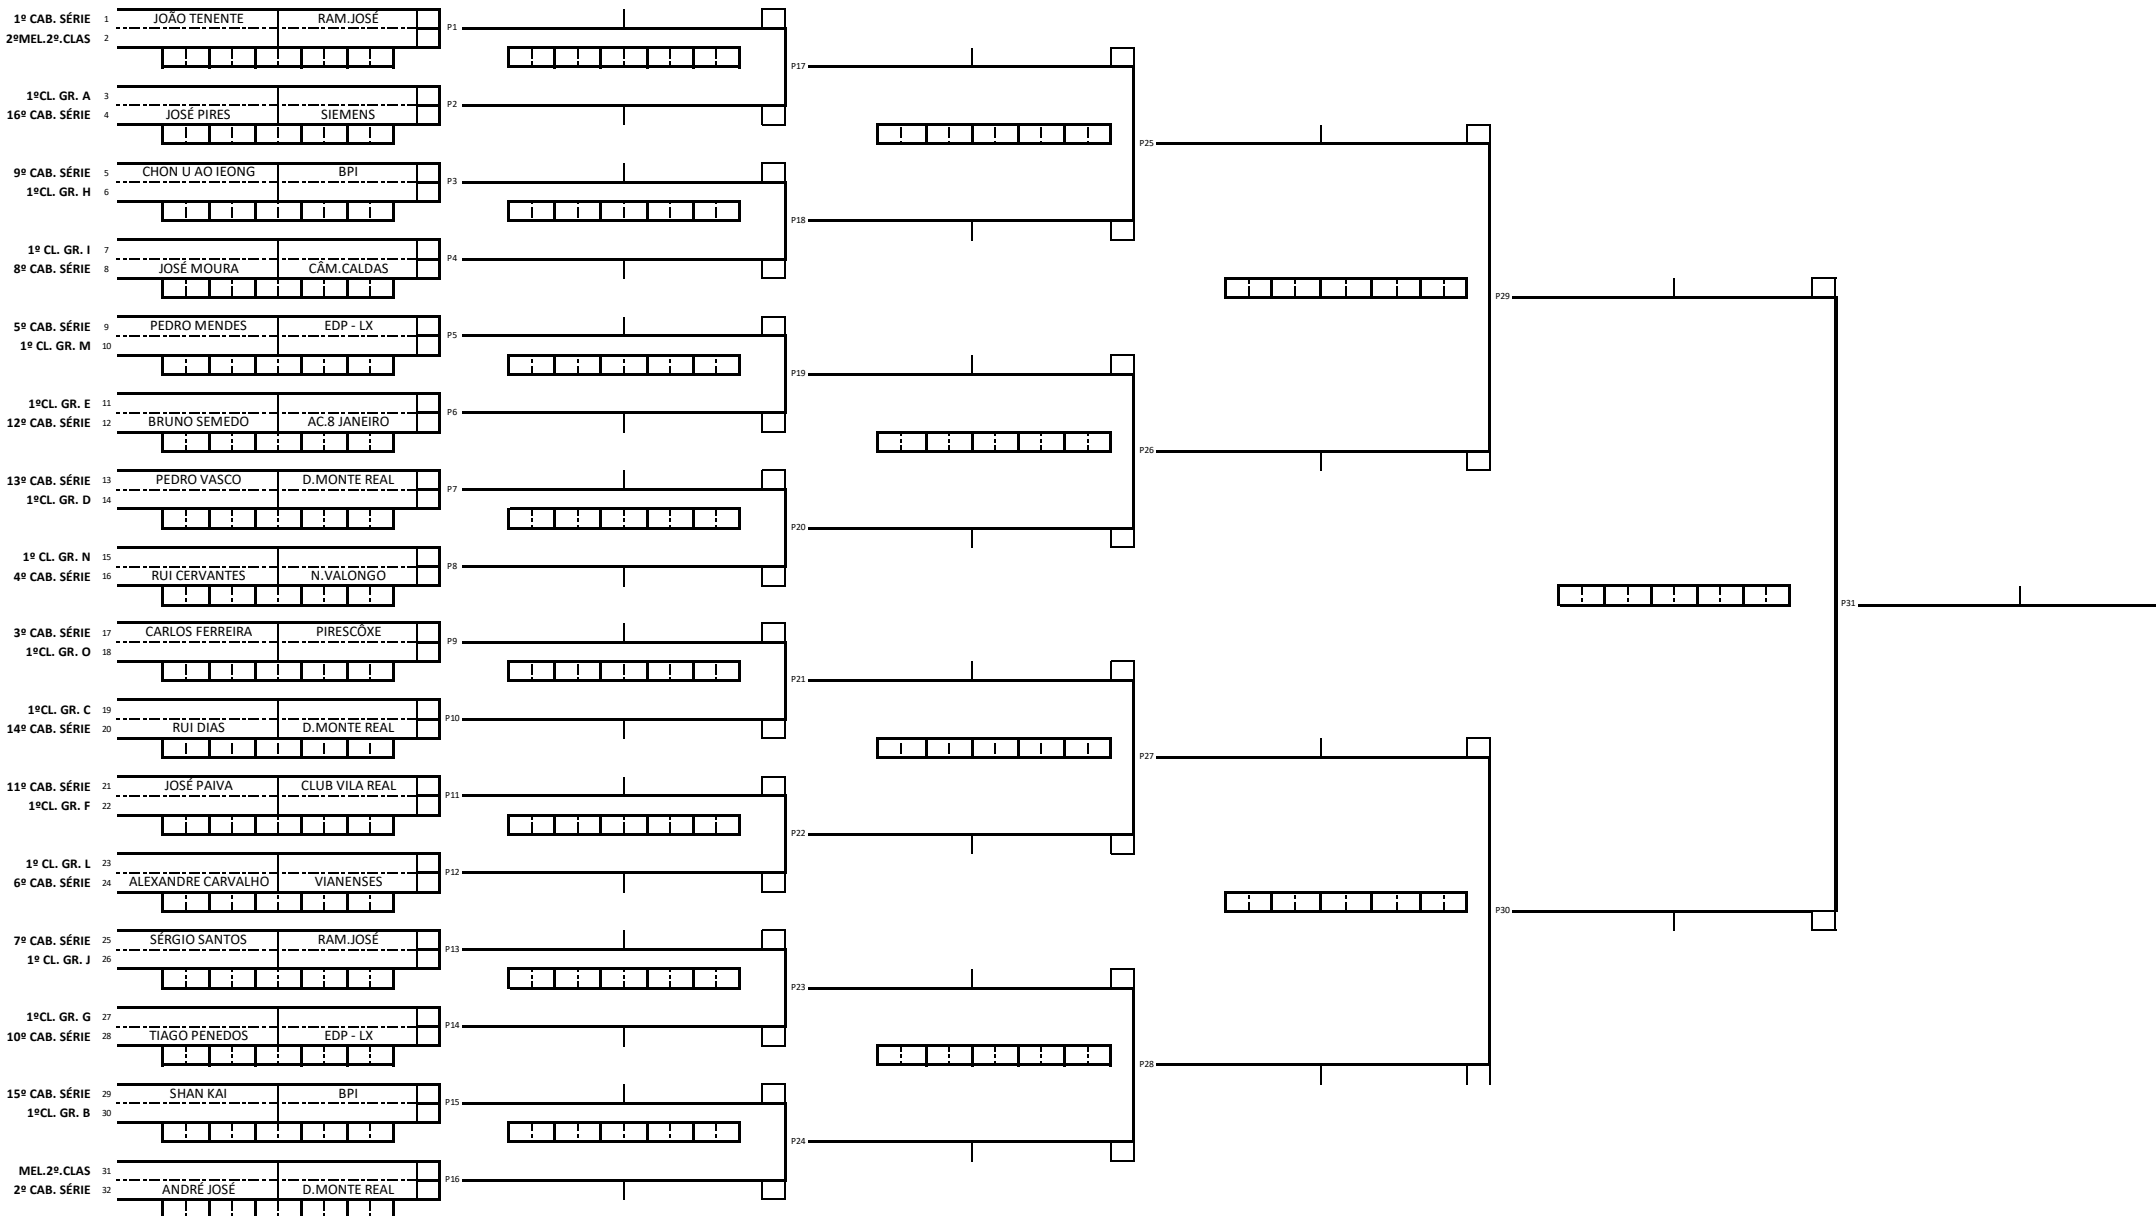 1º CAB. SÉRIE 1 JOÃO TENENTE RAM.JOSÉ
P1
2ºMEL.2º.CLAS 2
P17
1ºCL. GR. A 3
P2
16º CAB. SÉRIE 4 JOSÉ PIRES SIEMENS
P25
9º CAB. SÉRIE 5 CHON U AO IEONG BPI
P3
1ºCL. GR. H 6
P18
1º CL. GR. I 7
P4
8º CAB. SÉRIE 8 JOSÉ MOURA CÂM.CALDAS
P29
5º CAB. SÉRIE 9 PEDRO MENDES EDP - LX
P5
1º CL. GR. M 10
P19
1ºCL. GR. E 11
P6
12º CAB. SÉRIE 12 BRUNO SEMEDO AC.8 JANEIRO
P26
13º CAB. SÉRIE 13 PEDRO VASCO D.MONTE REAL
P7
1ºCL. GR. D 14
P20
1º CL. GR. N 15
P8
4º CAB. SÉRIE 16 RUI CERVANTES N.VALONGO
P31
3º CAB. SÉRIE 17 CARLOS FERREIRA PIRESCÔXE
P9
1ºCL. GR. O 18
P21
1ºCL. GR. C 19
P10
14º CAB. SÉRIE 20 RUI DIAS D.MONTE REAL
P27
11º CAB. SÉRIE 21 JOSÉ PAIVA CLUB VILA REAL
P11
1ºCL. GR. F 22
P22
1º CL. GR. L 23
P12
6º CAB. SÉRIE 24 ALEXANDRE CARVALHO VIANENSES
P30
7º CAB. SÉRIE 25 SÉRGIO SANTOS RAM.JOSÉ
P13
1º CL. GR. J 26
P23
1ºCL. GR. G 27
P14
10º CAB. SÉRIE 28 TIAGO PENEDOS EDP - LX
P28
15º CAB. SÉRIE 29 SHAN KAI BPI
P15
1ºCL. GR. B 30
P24
MEL.2º.CLAS 31
P16
2º CAB. SÉRIE 32 ANDRÉ JOSÉ D.MONTE REAL